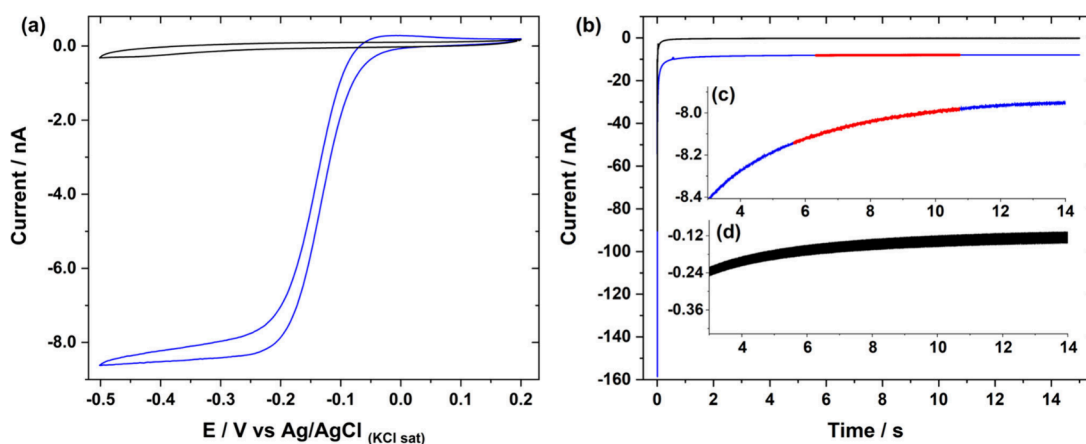 (a)
0.0
-2.0
-4.0
-6.0
-8.0
Current / nA
-0.5 -0.4 -0.3 -0.2 -0.1 0.0 0.1 0.2
E / V vs Ag/AgCl (KCl sat)
(b)
0
-20
-40
-60
-80
-100
-120
-140
-160
Current / nA
0 2 4 6 8 10 12 14
Time / s
(c)
-8.0
-8.2
-8.4
4 6 8 10 12 14
(d)
-0.12
-0.24
-0.36
4 6 8 10 12 14